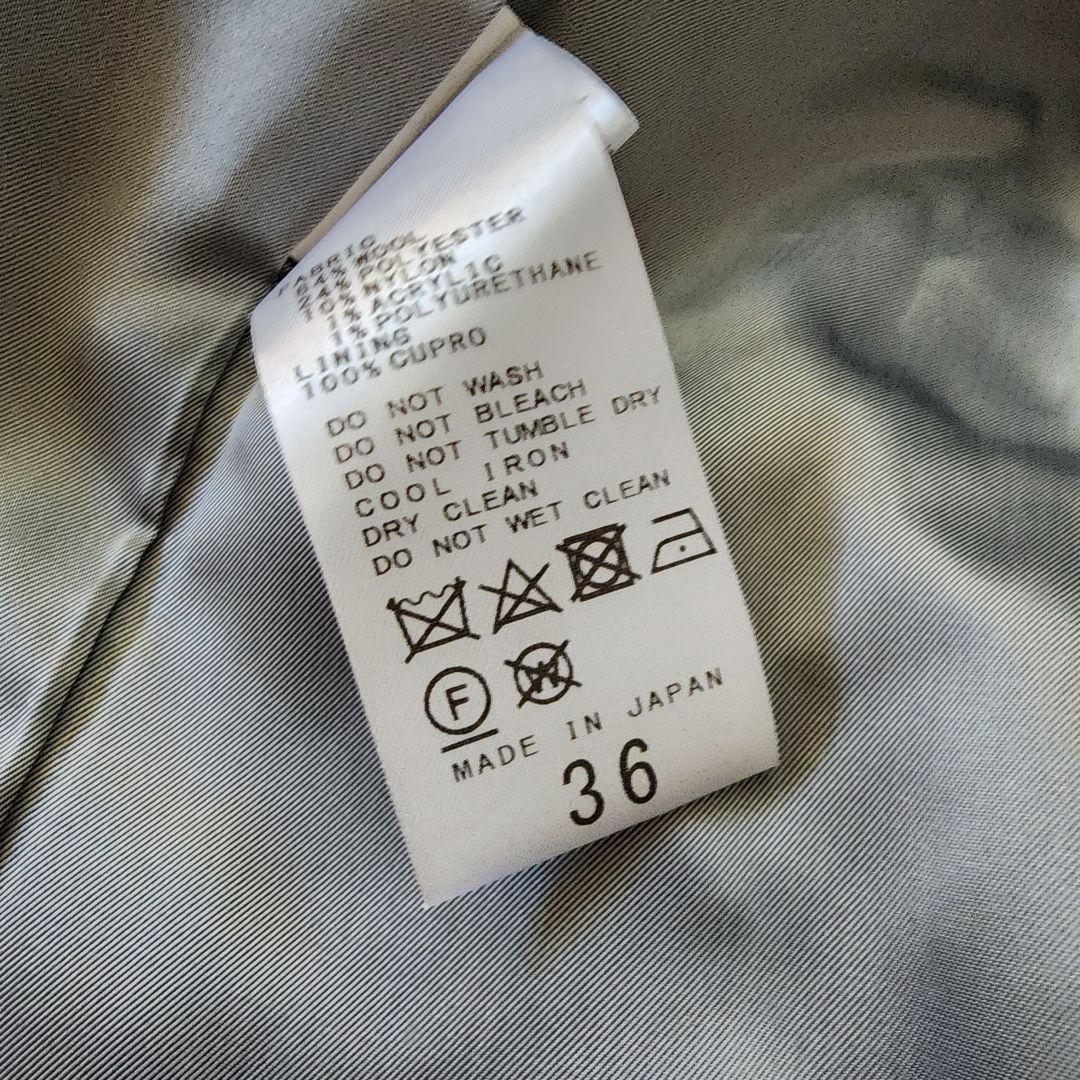 FABRIC
64% WOOL
24% POLYESTER
10% NYLON
1% ACRYLIC
1% POLYURETHANE
LINING
100% CUPRO
DO NOT WASH
DO NOT BLEACH
DO NOT TUMBLE DRY
COOL IRON
DRY CLEAN
DO NOT WET CLEAN
F W
MADE IN JAPAN
36